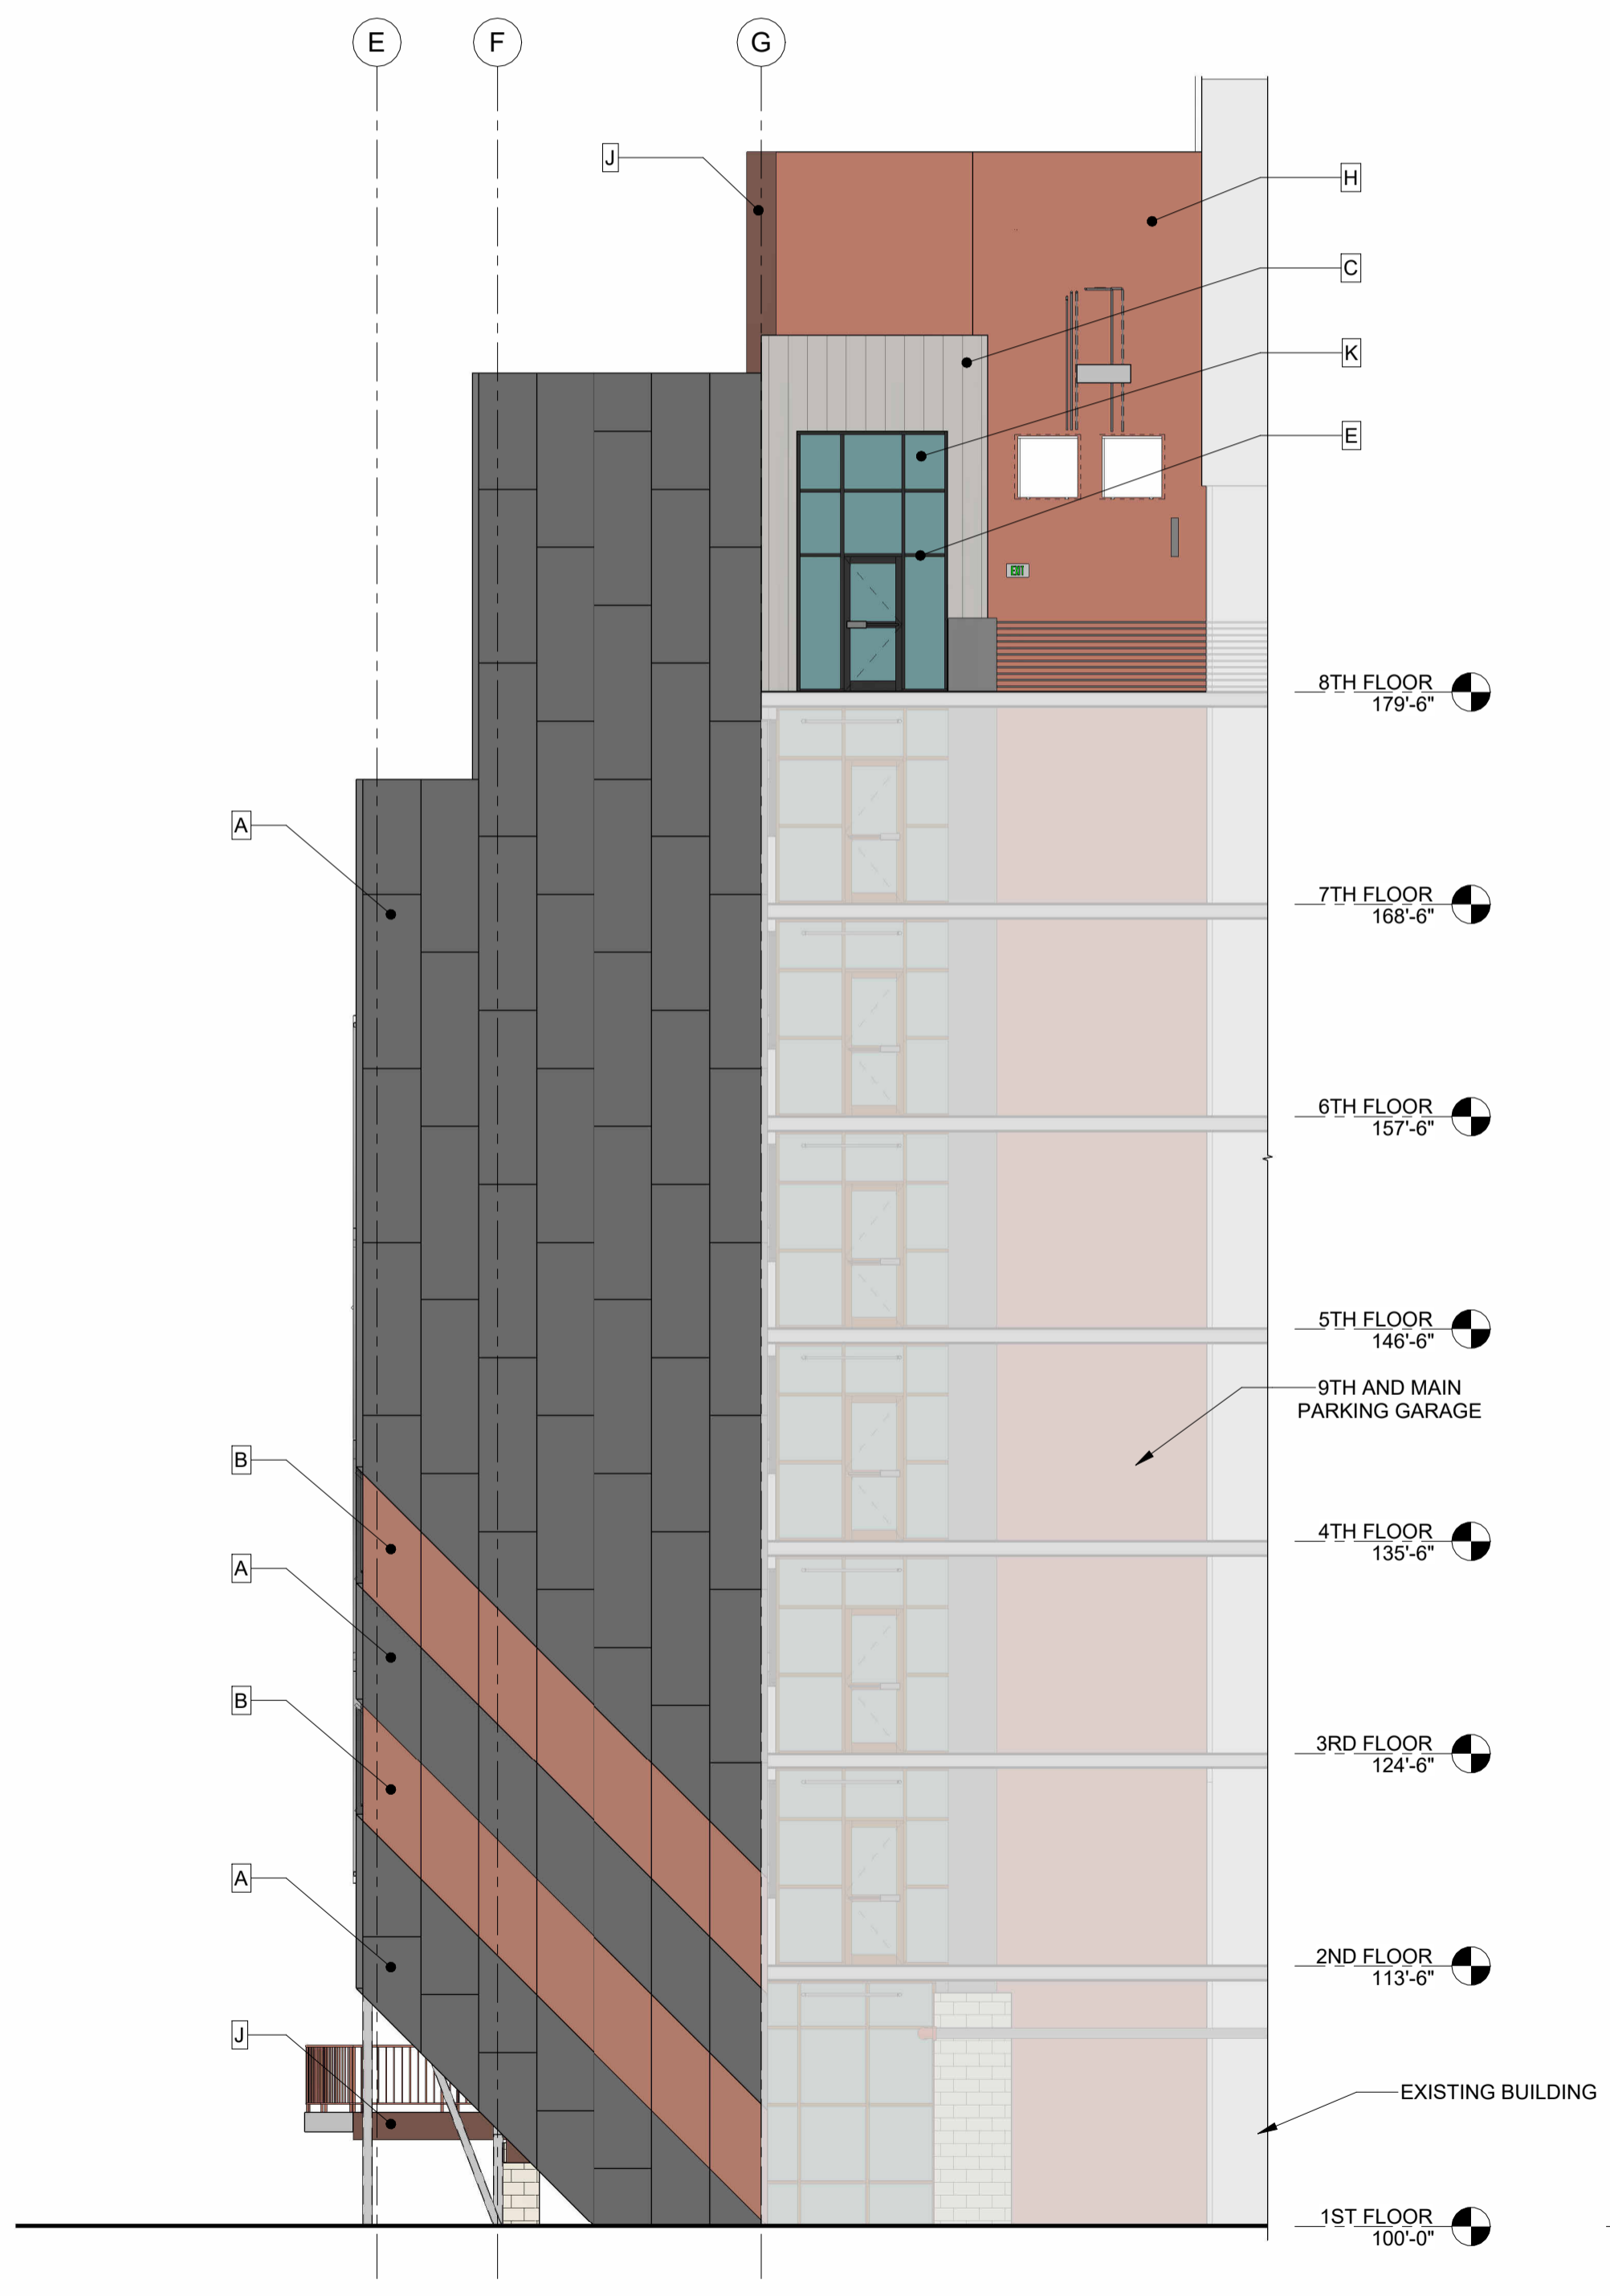 E
F
G
J
H
C
K
E
EXIT
8TH FLOOR
179'-6"
A
7TH FLOOR
168'-6"
6TH FLOOR
157'-6"
5TH FLOOR
146'-6"
9TH AND MAIN
PARKING GARAGE
B
4TH FLOOR
135'-6"
A
B
3RD FLOOR
124'-6"
A
2ND FLOOR
113'-6"
J
EXISTING BUILDING
1ST FLOOR
100'-0"